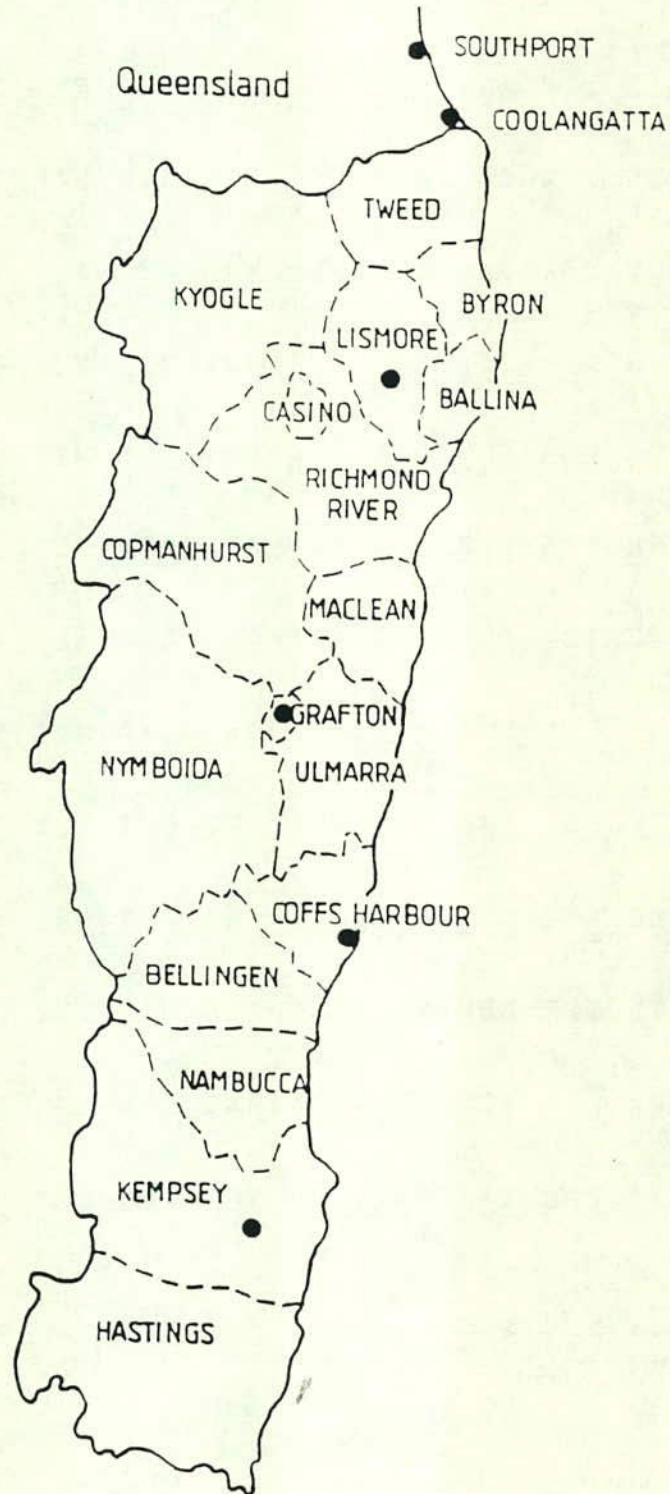 SOUTHPORT
Queensland
COOLANGATTA
TWEED
KYOGLE
BYRON
LISMORE
CASINO
BALLINA
RICHMOND
RIVER
COPMANHURST
MACLEAN
GRAFTON
NYMBOIDA
ULMARRA
COFFS HARBOUR
BELLINGEN
NAMBUCCA
KEMPSEY
HASTINGS